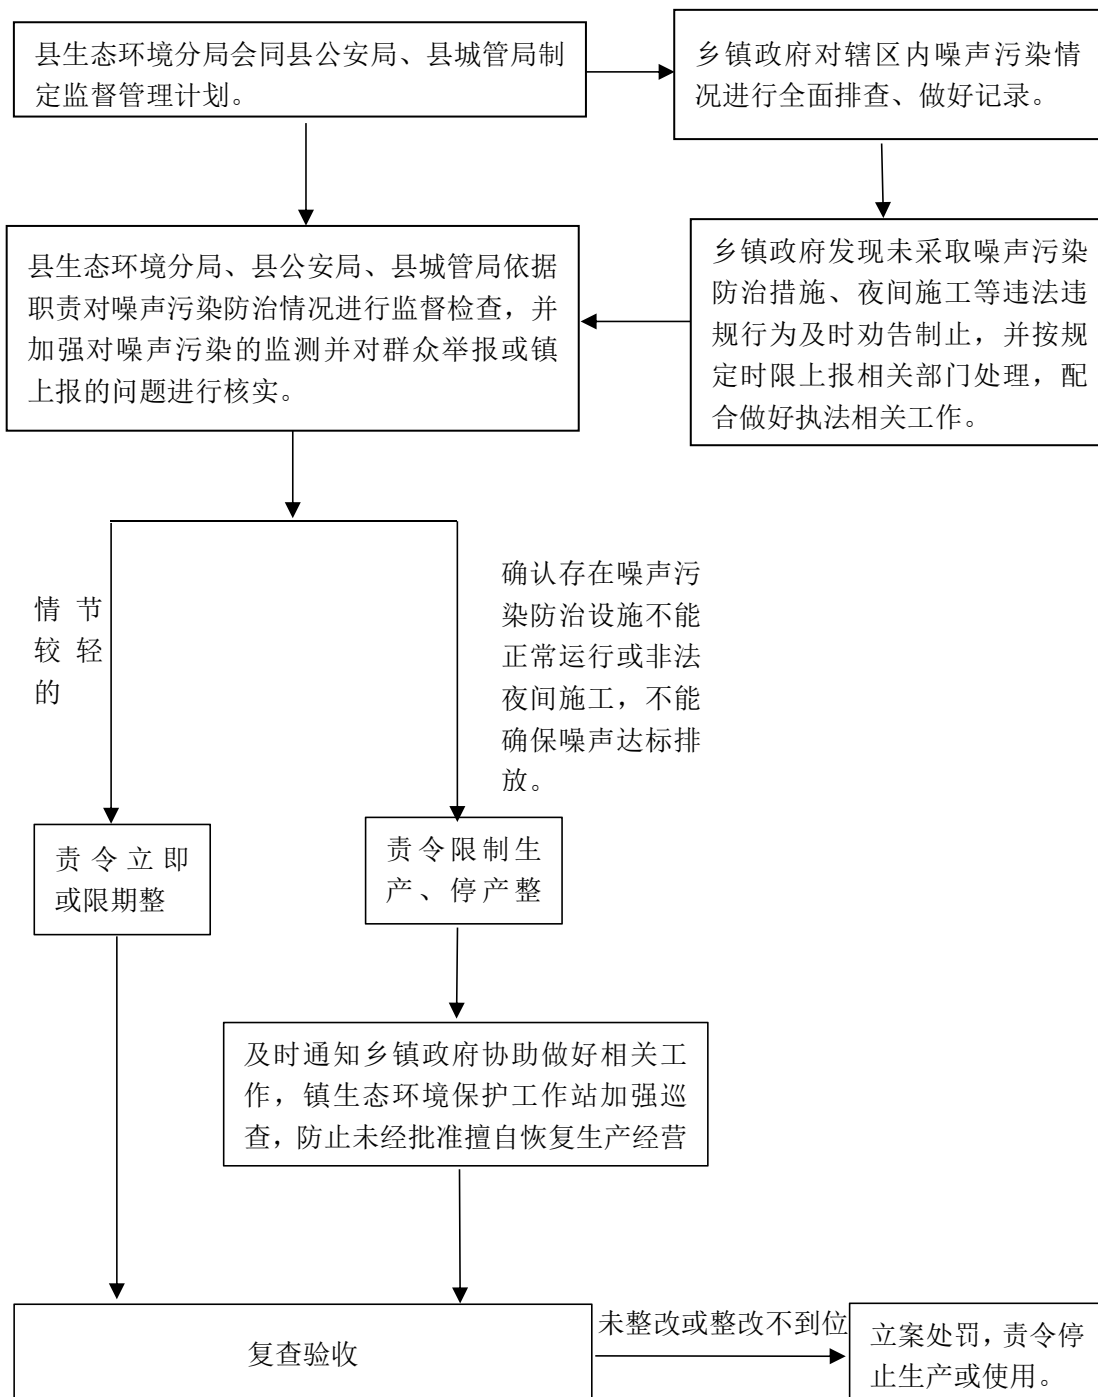 县生态环境分局会同县公安局、县城管局制
定监督管理计划。
乡镇政府对辖区内噪声污染情
况进行全面排查、做好记录。
县生态环境分局、县公安局、县城管局依据
职责对噪声污染防治情况进行监督检查，并
加强对噪声污染的监测并对群众举报或镇
上报的问题进行核实。
乡镇政府发现未采取噪声污染
防治措施、夜间施工等违法违
规行为及时劝告制止，并按规
定时限上报相关部门处理，配
合做好执法相关工作。
情节
较轻
的
确认存在噪声污
染防治设施不能
正常运行或非法
夜间施工，不能
确保噪声达标排
放。
责令立即
或限期整
责令限制生
产、停产整
及时通知乡镇政府协助做好相关工
作，镇生态环境保护工作站加强巡
查，防止未经批准擅自恢复生产经营
复查验收
未整改或整改不到位
立案处罚，责令停
止生产或使用。